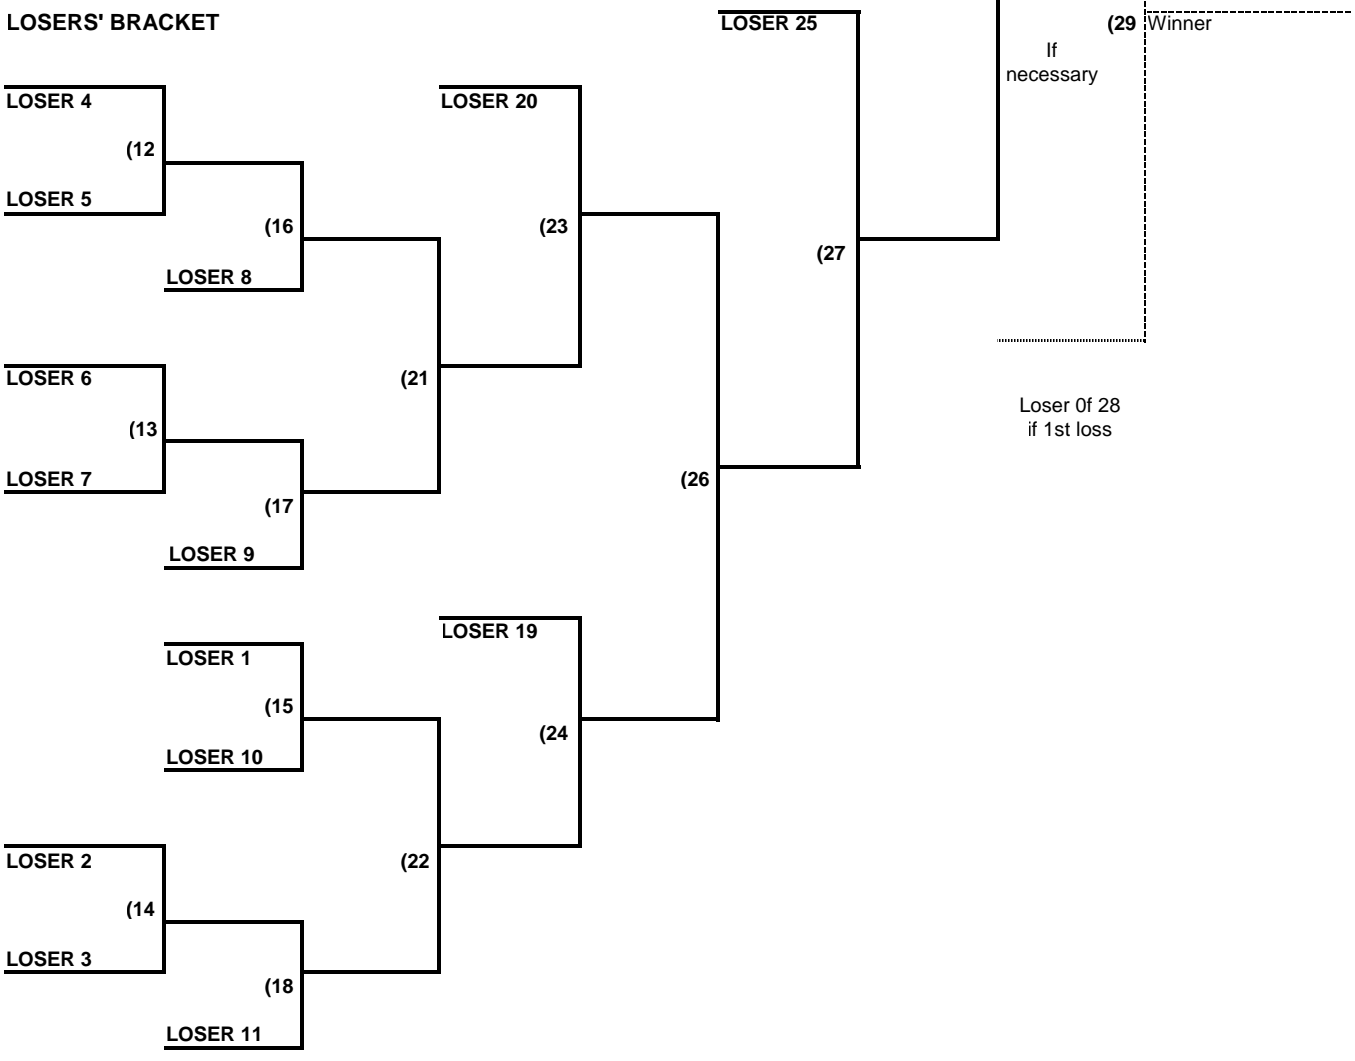 LOSERS' BRACKET
LOSER 25
(29 Winner
If
necessary
LOSER 4
LOSER 20
(12
LOSER 5
(16
(23
(27
LOSER 8
LOSER 6
(21
Loser 0f 28
if 1st loss
(13
LOSER 7
(26
(17
LOSER 9
LOSER 19
LOSER 1
(15
(24
LOSER 10
LOSER 2
(22
(14
LOSER 3
(18
LOSER 11